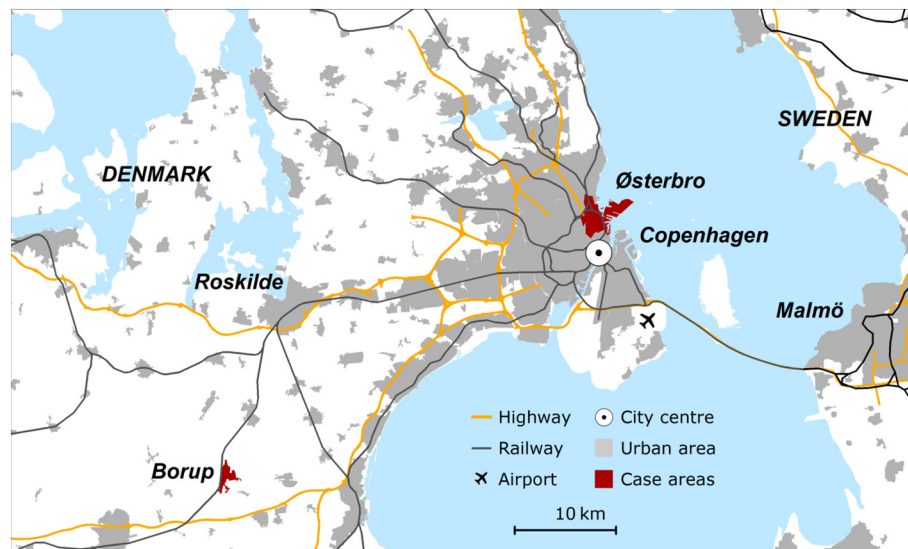 SWEDEN
DENMARK
Østerbro
Copenhagen
Roskilde
Malmö
Borup
Highway
Railway
Airport
City centre
Urban area
Case areas
10 km